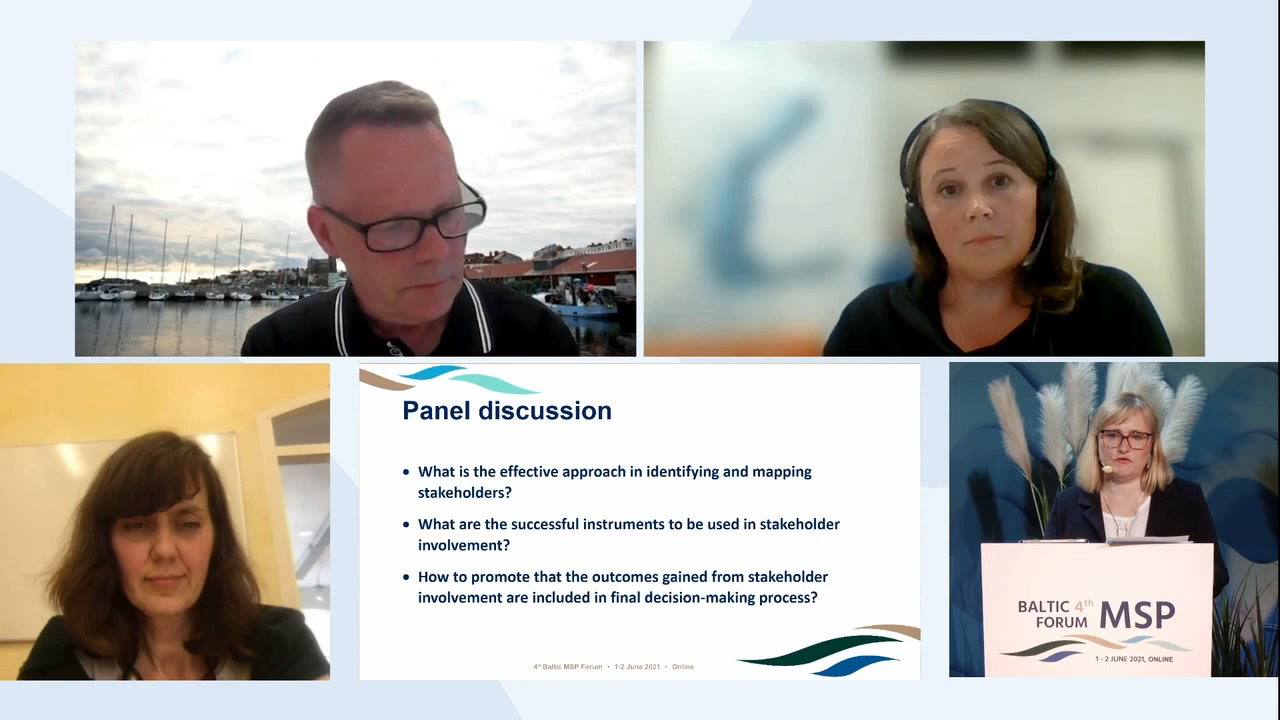 Panel discussion
• What is the effective approach in identifying and mapping
stakeholders?
• What are the successful instruments to be used in stakeholder
involvement?
• How to promote that the outcomes gained from stakeholder
involvement are included in final decision-making process?
4th Baltic MSP Forum • 1-2 June 2021 • Online
BALTIC 4th
FORUM MSP
1 - 2 JUNE 2021, ONLINE